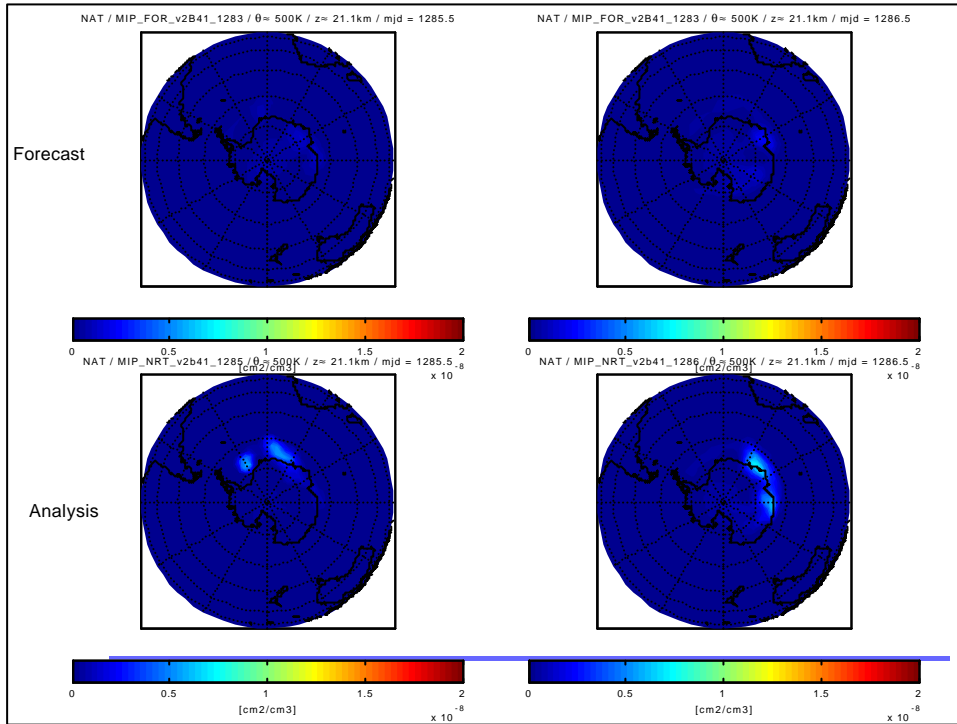 NAT / MIP_FOR_v2B41_1283 / θ≈ 500K / z≈ 21.1km / mjd = 1285.5
NAT / MIP_FOR_v2B41_1283 / θ≈ 500K / z≈ 21.1km / mjd = 1286.5
Forecast
0 0.5 1 1.5 2
x 10 -8
[cm2/cm3]
0 0.5 1 1.5 2
x 10 -8
[cm2/cm3]
NAT / MIP_NRT_v2b41_1285 / θ≈ 500K / z≈ 21.1km / mjd = 1285.5
NAT / MIP_NRT_v2b41_1286 / θ≈ 500K / z≈ 21.1km / mjd = 1286.5
Analysis
0 0.5 1 1.5 2
[cm2/cm3]
x 10 -8
0 0.5 1 1.5 2
[cm2/cm3]
x 10 -8